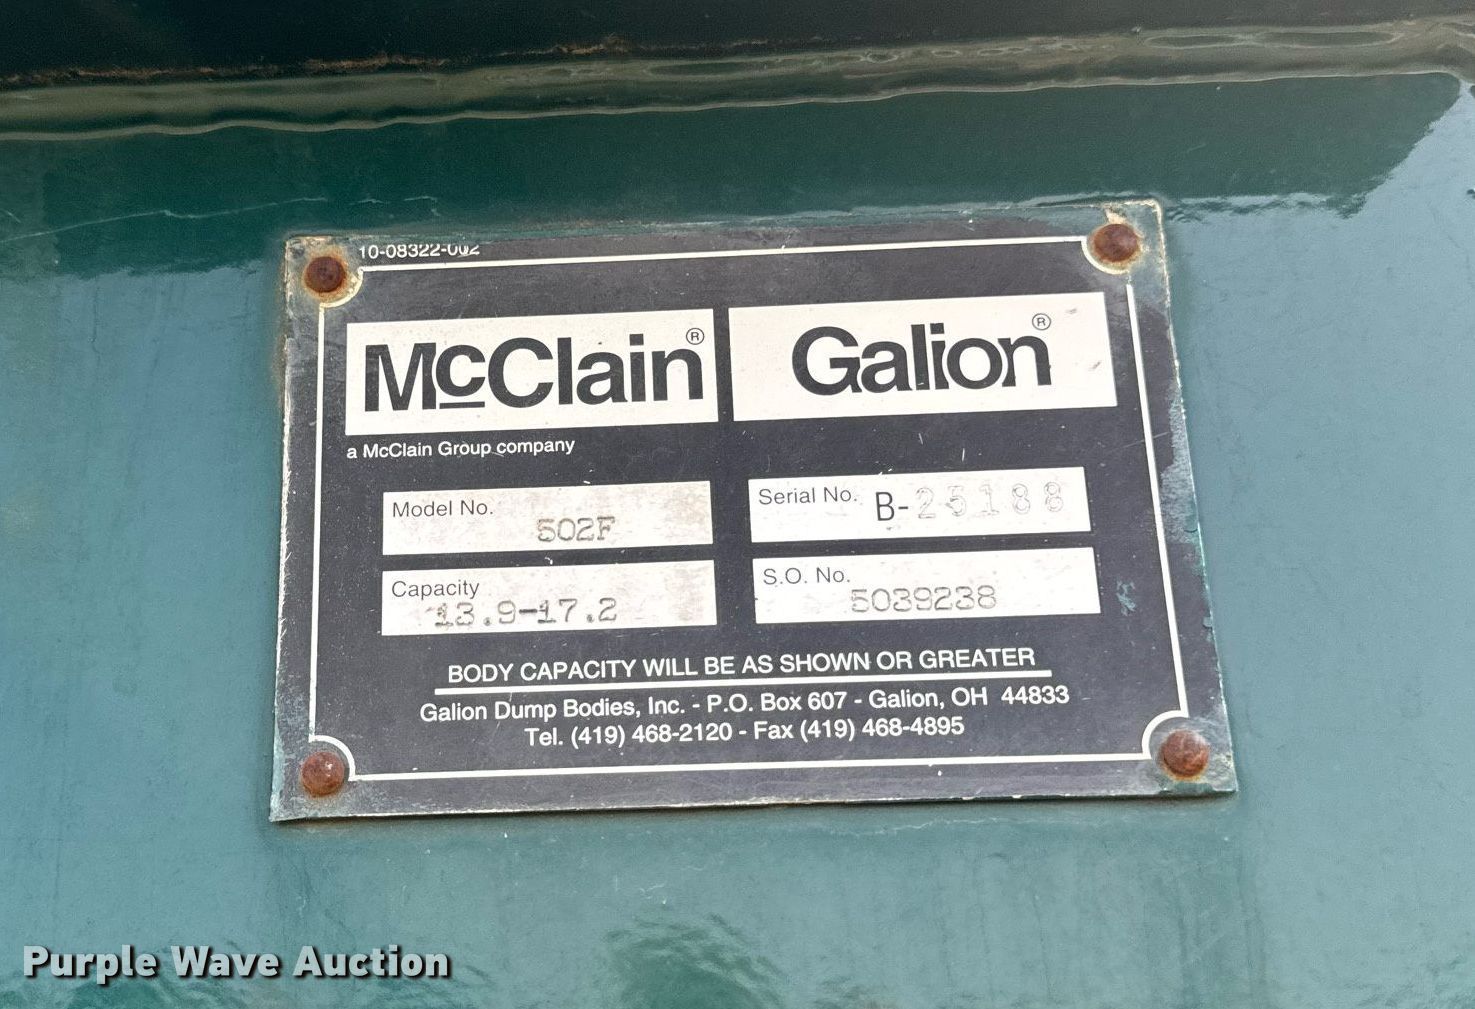 10-08322-002
McClain® Galion®
a McClain Group company
Model No. 502F
Serial No. B-25188
Capacity 13.9-17.2
S.O. No. 5039238
BODY CAPACITY WILL BE AS SHOWN OR GREATER
Galion Dump Bodies, Inc. - P.O. Box 607 - Galion, OH 44833
Tel. (419) 468-2120 - Fax (419) 468-4895
Purple Wave Auction